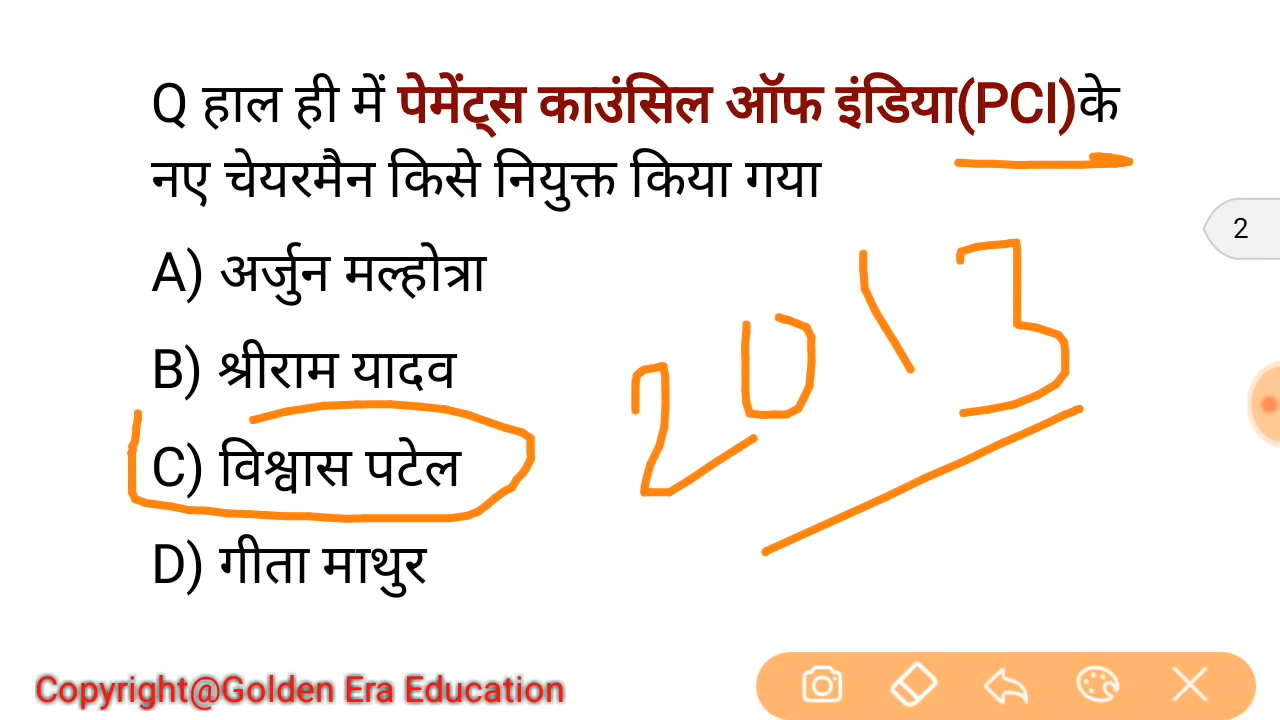 Q हाल ही में पेमेंट्स काउंसिल ऑफ इंडिया(PCI)के
नए चेयरमैन किसे नियुक्त किया गया
A) अर्जुन मल्होत्रा
B) श्रीराम यादव
C) विश्वास पटेल
D) गीता माथुर
2013
2
Copyright@Golden Era Education